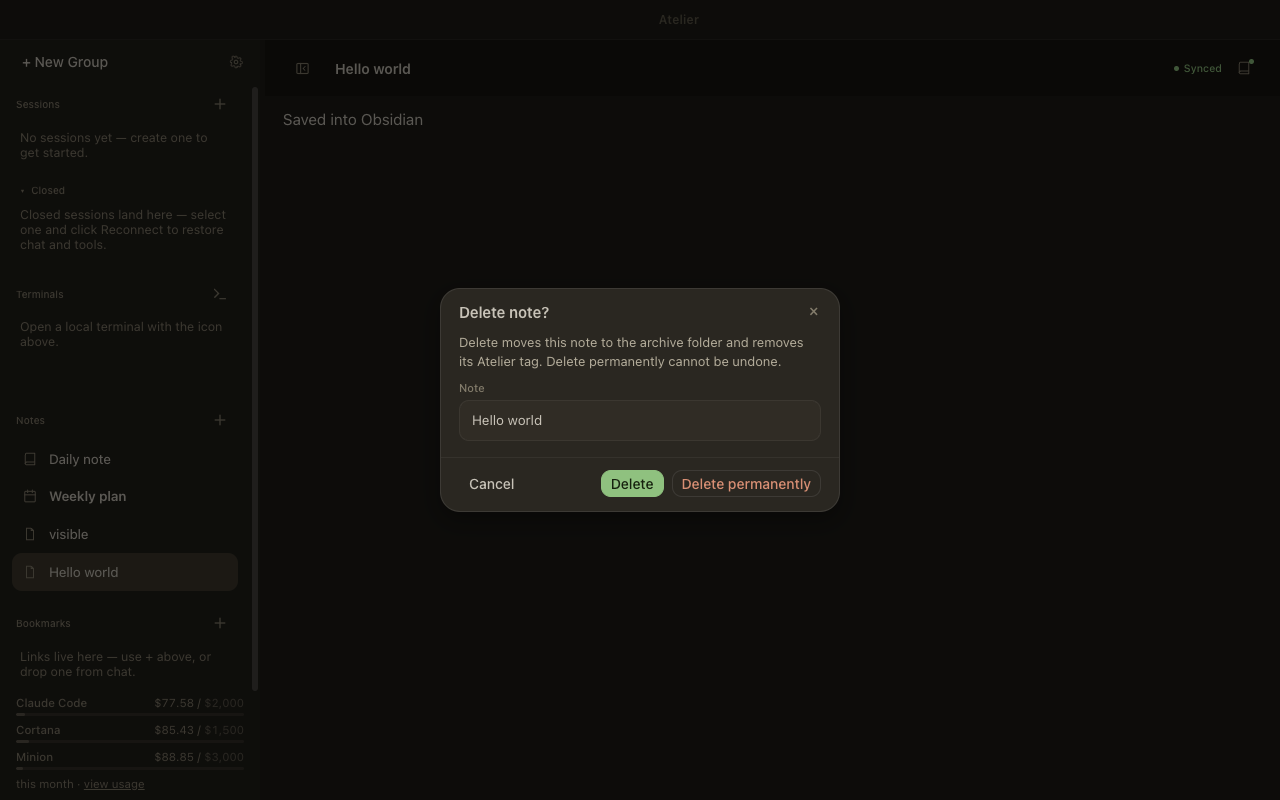 Atelier
+ New Group
Sessions
No sessions yet — create one to
get started.
Closed
Closed sessions land here — select
one and click Reconnect to restore
chat and tools.
Terminals
Open a local terminal with the icon
above.
Notes
Daily note
Weekly plan
visible
Hello world
Bookmarks
Links live here — use + above, or
drop one from chat.
Claude Code $77.58 / $2,000
Cortana $85.43 / $1,500
Minion $88.85 / $3,000
this month · view usage
Hello world
Synced
Saved into Obsidian
Delete note?
Delete moves this note to the archive folder and removes
its Atelier tag. Delete permanently cannot be undone.
Note
Hello world
Cancel
Delete
Delete permanently